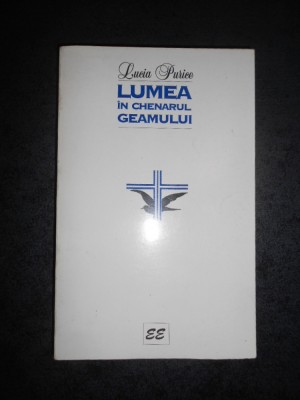 Lucia Purice
LUMEA
ÎN CHENARUL
GEAMULUI
EE